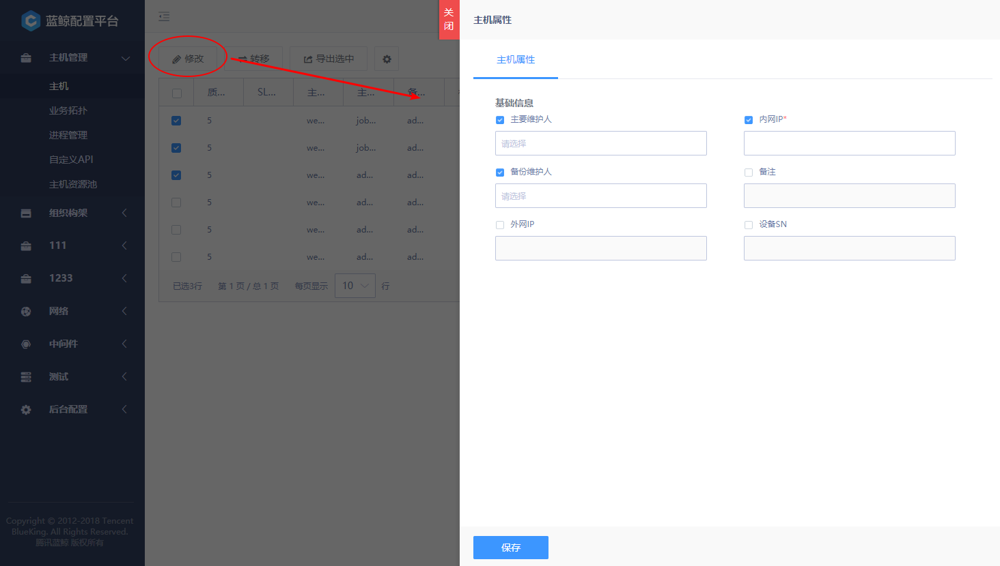 蓝鲸配置平台
主机管理
主机
业务拓扑
进程管理
自定义API
主机资源池
组织构架
111
1233
网络
中间件
测试
后台配置
Copyright © 2012-2018 Tencent
BlueKing. All Rights Reserved.
腾讯蓝鲸 版权所有
修改 转移 导出选中
质... SL... 主... 主... 备...
5 we... job... ad...
5 we... job... ad...
5 we... ad... ad...
5 we... ad... ad...
5 we... ad... ad...
5 we... ad... ad...
已选3行 第 1 页 / 总 1 页 每页显示 10 行
关闭
主机属性
主机属性
基础信息
主要维护人 内网IP*
请选择
备份维护人 备注
请选择
外网IP 设备SN
保存